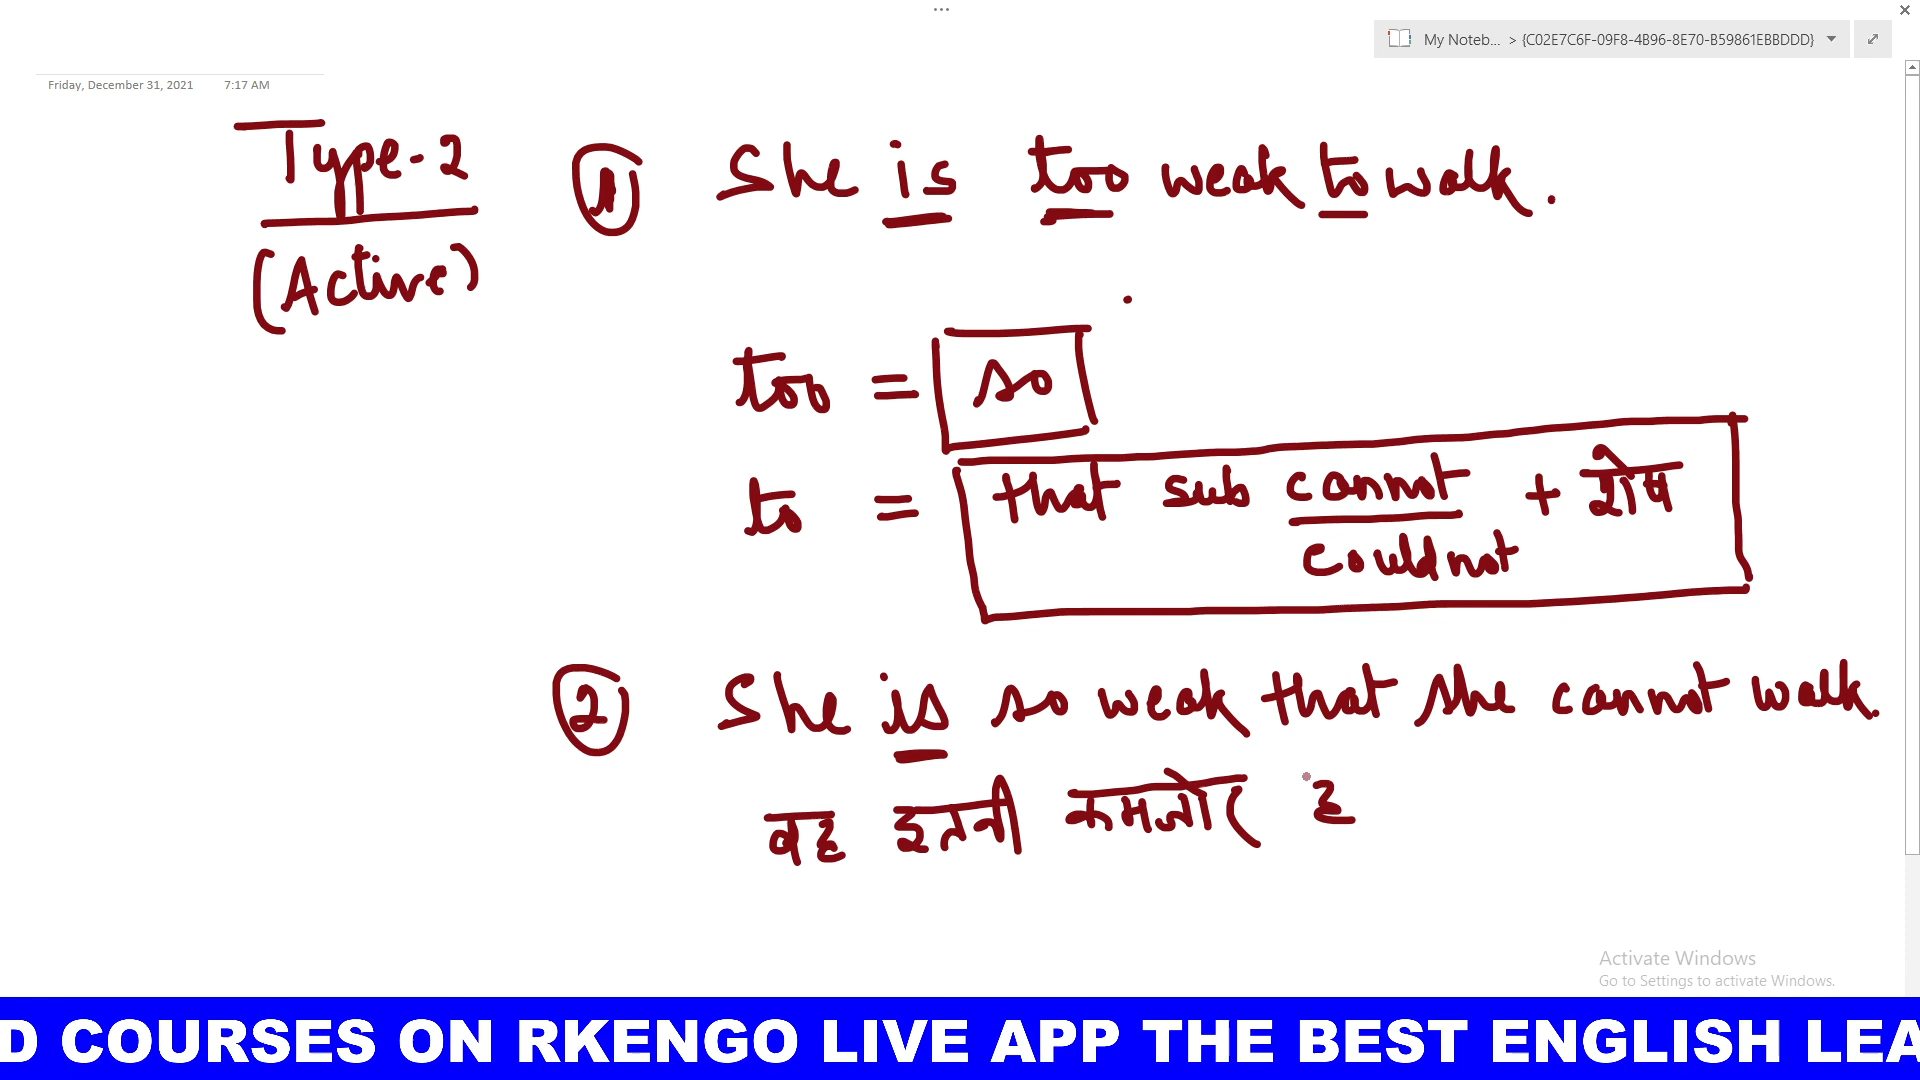 ...
My Noteb... > {C02E7C6F-09F8-4B96-8E70-B59861EBBDDD}
Friday, December 31, 2021 7:17 AM
Type-2
(Active)
1 She is too weak to walk.
too = so
to = that sub cannot + शेष
could not
2 She is so weak that she cannot walk.
वह इतनी कमजोर है
Activate Windows
Go to Settings to activate Windows.
D COURSES ON RKENGO LIVE APP THE BEST ENGLISH LEA